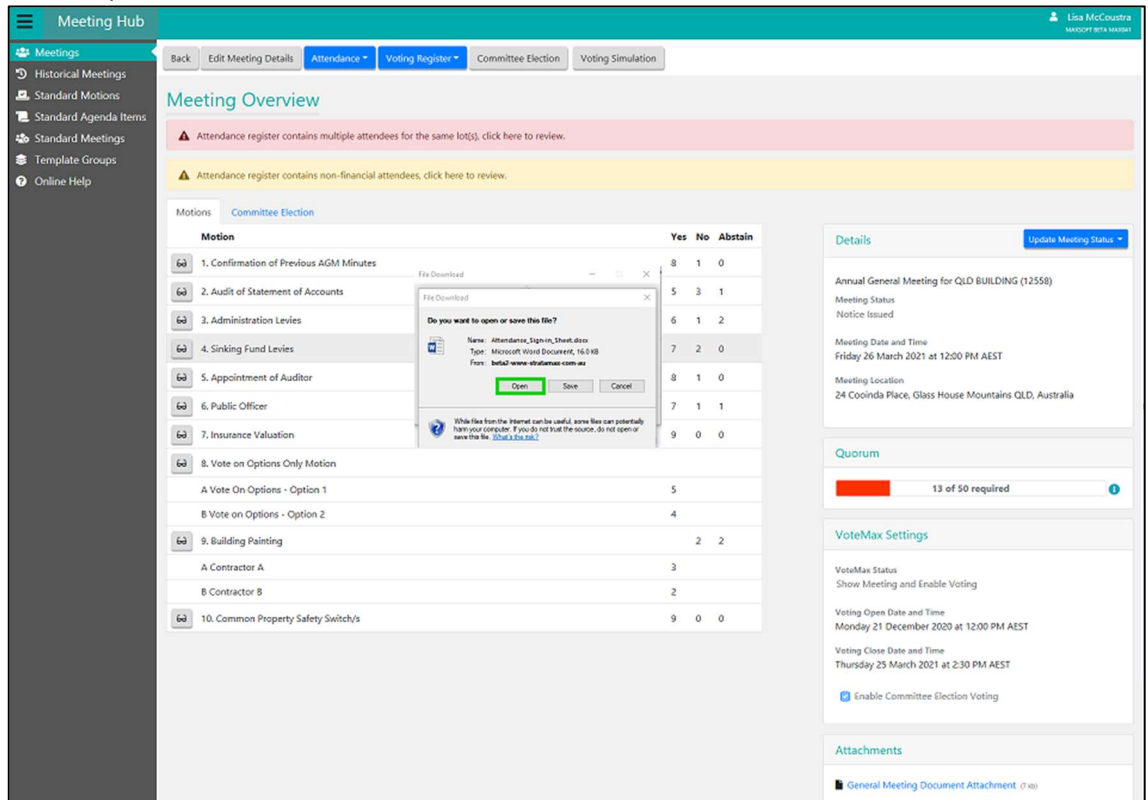 Meeting Hub
Lisa McCoustra
MAXSOFT BETA MAX041
Meetings
Historical Meetings
Standard Motions
Standard Agenda Items
Standard Meetings
Template Groups
Online Help
Back Edit Meeting Details Attendance Voting Register Committee Election Voting Simulation
Meeting Overview
Attendance register contains multiple attendees for the same lot(s), click here to review.
Attendance register contains non-financial attendees, click here to review.
Motions Committee Election
Motion Yes No Abstain
1. Confirmation of Previous AGM Minutes 8 1 0
2. Audit of Statement of Accounts 5 3 1
3. Administration Levies 6 1 2
4. Sinking Fund Levies 7 2 0
5. Appointment of Auditor 8 1 0
6. Public Officer 7 1 1
7. Insurance Valuation 9 0 0
8. Vote on Options Only Motion
A Vote On Options - Option 1 5
B Vote on Options - Option 2 4
9. Building Painting 2 2
A Contractor A 3
B Contractor B 2
10. Common Property Safety Switch/s 9 0 0
File Download
File Download
Do you want to open or save this file?
Name: Attendance_Sign-in_Sheet.docx
Type: Microsoft Word Document, 16.0 KB
From: beta2-www-stratamax-com-au
Open Save Cancel
While files from the Internet can be useful, some files can potentially
harm your computer. If you do not trust the source, do not open or
save this file. What's the risk?
Details Update Meeting Status
Annual General Meeting for QLD BUILDING (12558)
Meeting Status
Notice Issued
Meeting Date and Time
Friday 26 March 2021 at 12:00 PM AEST
Meeting Location
24 Cooinda Place, Glass House Mountains QLD, Australia
Quorum
13 of 50 required
VoteMax Settings
VoteMax Status
Show Meeting and Enable Voting
Voting Open Date and Time
Monday 21 December 2020 at 12:00 PM AEST
Voting Close Date and Time
Thursday 25 March 2021 at 2:30 PM AEST
Enable Committee Election Voting
Attachments
General Meeting Document Attachment (7 KB)